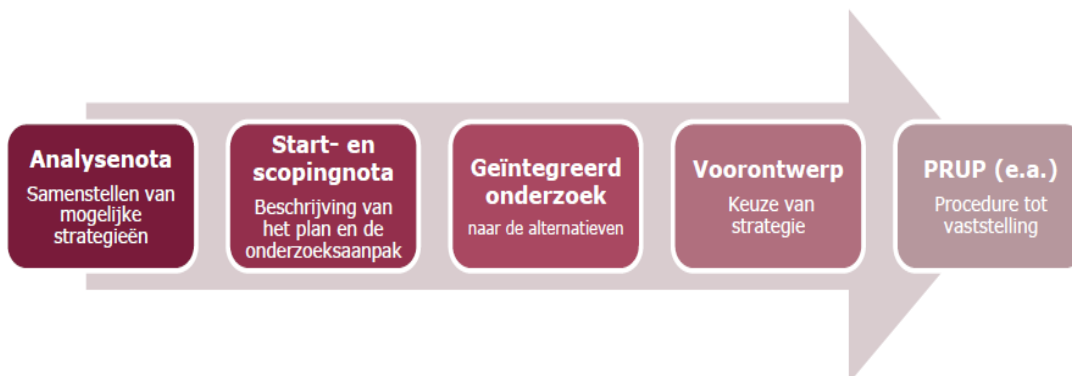 Analysenota
Samenstellen van
mogelijke
strategieën
Start- en
scopingnota
Beschrijving van
het plan en de
onderzoeksaanpak
Geïntegreerd
onderzoek
naar de alternatieven
Voorontwerp
Keuze van
strategie
PRUP (e.a.)
Procedure tot
vaststelling